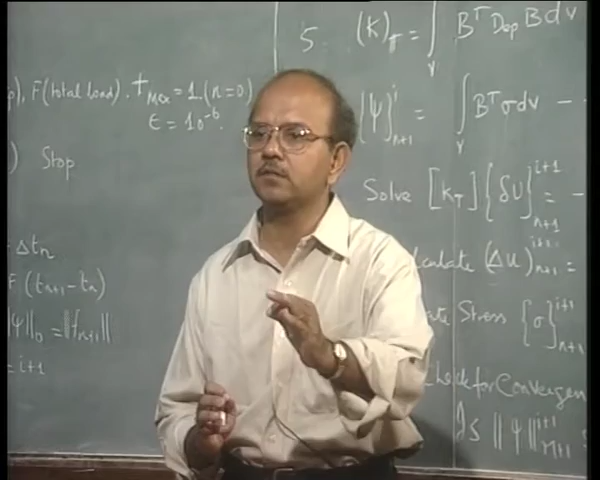 p), F(total load). t_Max = 1. (n=0)
ϵ = 10^-6.
) Stop
Δt_n
F(t_n+1 - t_n)
|Ψ||_0 = ||f_n+1||
= i+1
5. (K)_T = ∫_V B^T D_ep B dv
{Ψ}^i_n+1 = ∫_V B^T σ dv -
Solve [K_T] {δU}^i+1_n+1 = -
Calculate (Δu)^i+1_n+1 =
Stress {σ}^i+1_n+1
Check for Convergen
Is ||Ψ||^i+1_n+1